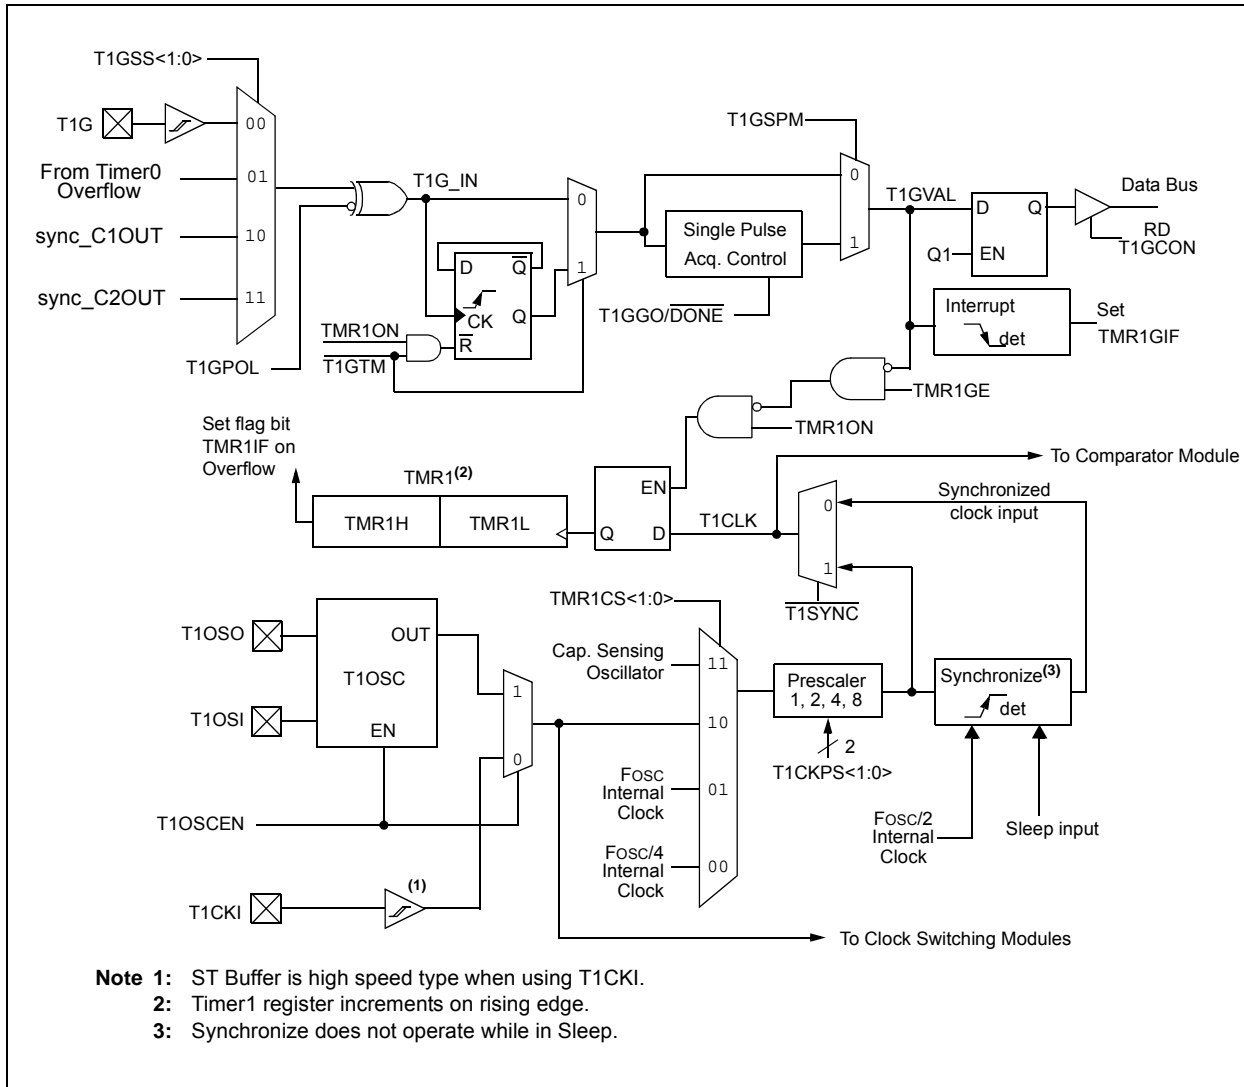 T1GSS<1:0>
T1G
00
From Timer0
Overflow
01
sync_C1OUT
10
sync_C2OUT
11
T1GPOL
T1G_IN
0
1
D
Q
CK
Q
R
TMR1ON
T1GTM
T1GSPM
0
1
Single Pulse
Acq. Control
T1GGO/DONE
T1GVAL
D
Q
Q1
EN
Data Bus
RD
T1GCON
Interrupt
det
Set
TMR1GIF
TMR1GE
TMR1ON
Set flag bit
TMR1IF on
Overflow
TMR1(2)
TMR1H
TMR1L
EN
Q
D
T1CLK
To Comparator Module
0
1
Synchronized
clock input
T1SYNC
T1OSO
T1OSI
OUT
T1OSC
EN
1
0
T1OSCEN
T1CKI
(1)
TMR1CS<1:0>
Cap. Sensing
Oscillator
11
10
FOSC
Internal
Clock
01
FOSC/4
Internal
Clock
00
Prescaler
1, 2, 4, 8
2
T1CKPS<1:0>
Synchronize(3)
det
FOSC/2
Internal
Clock
Sleep input
To Clock Switching Modules
Note 1: ST Buffer is high speed type when using T1CKI.
2: Timer1 register increments on rising edge.
3: Synchronize does not operate while in Sleep.